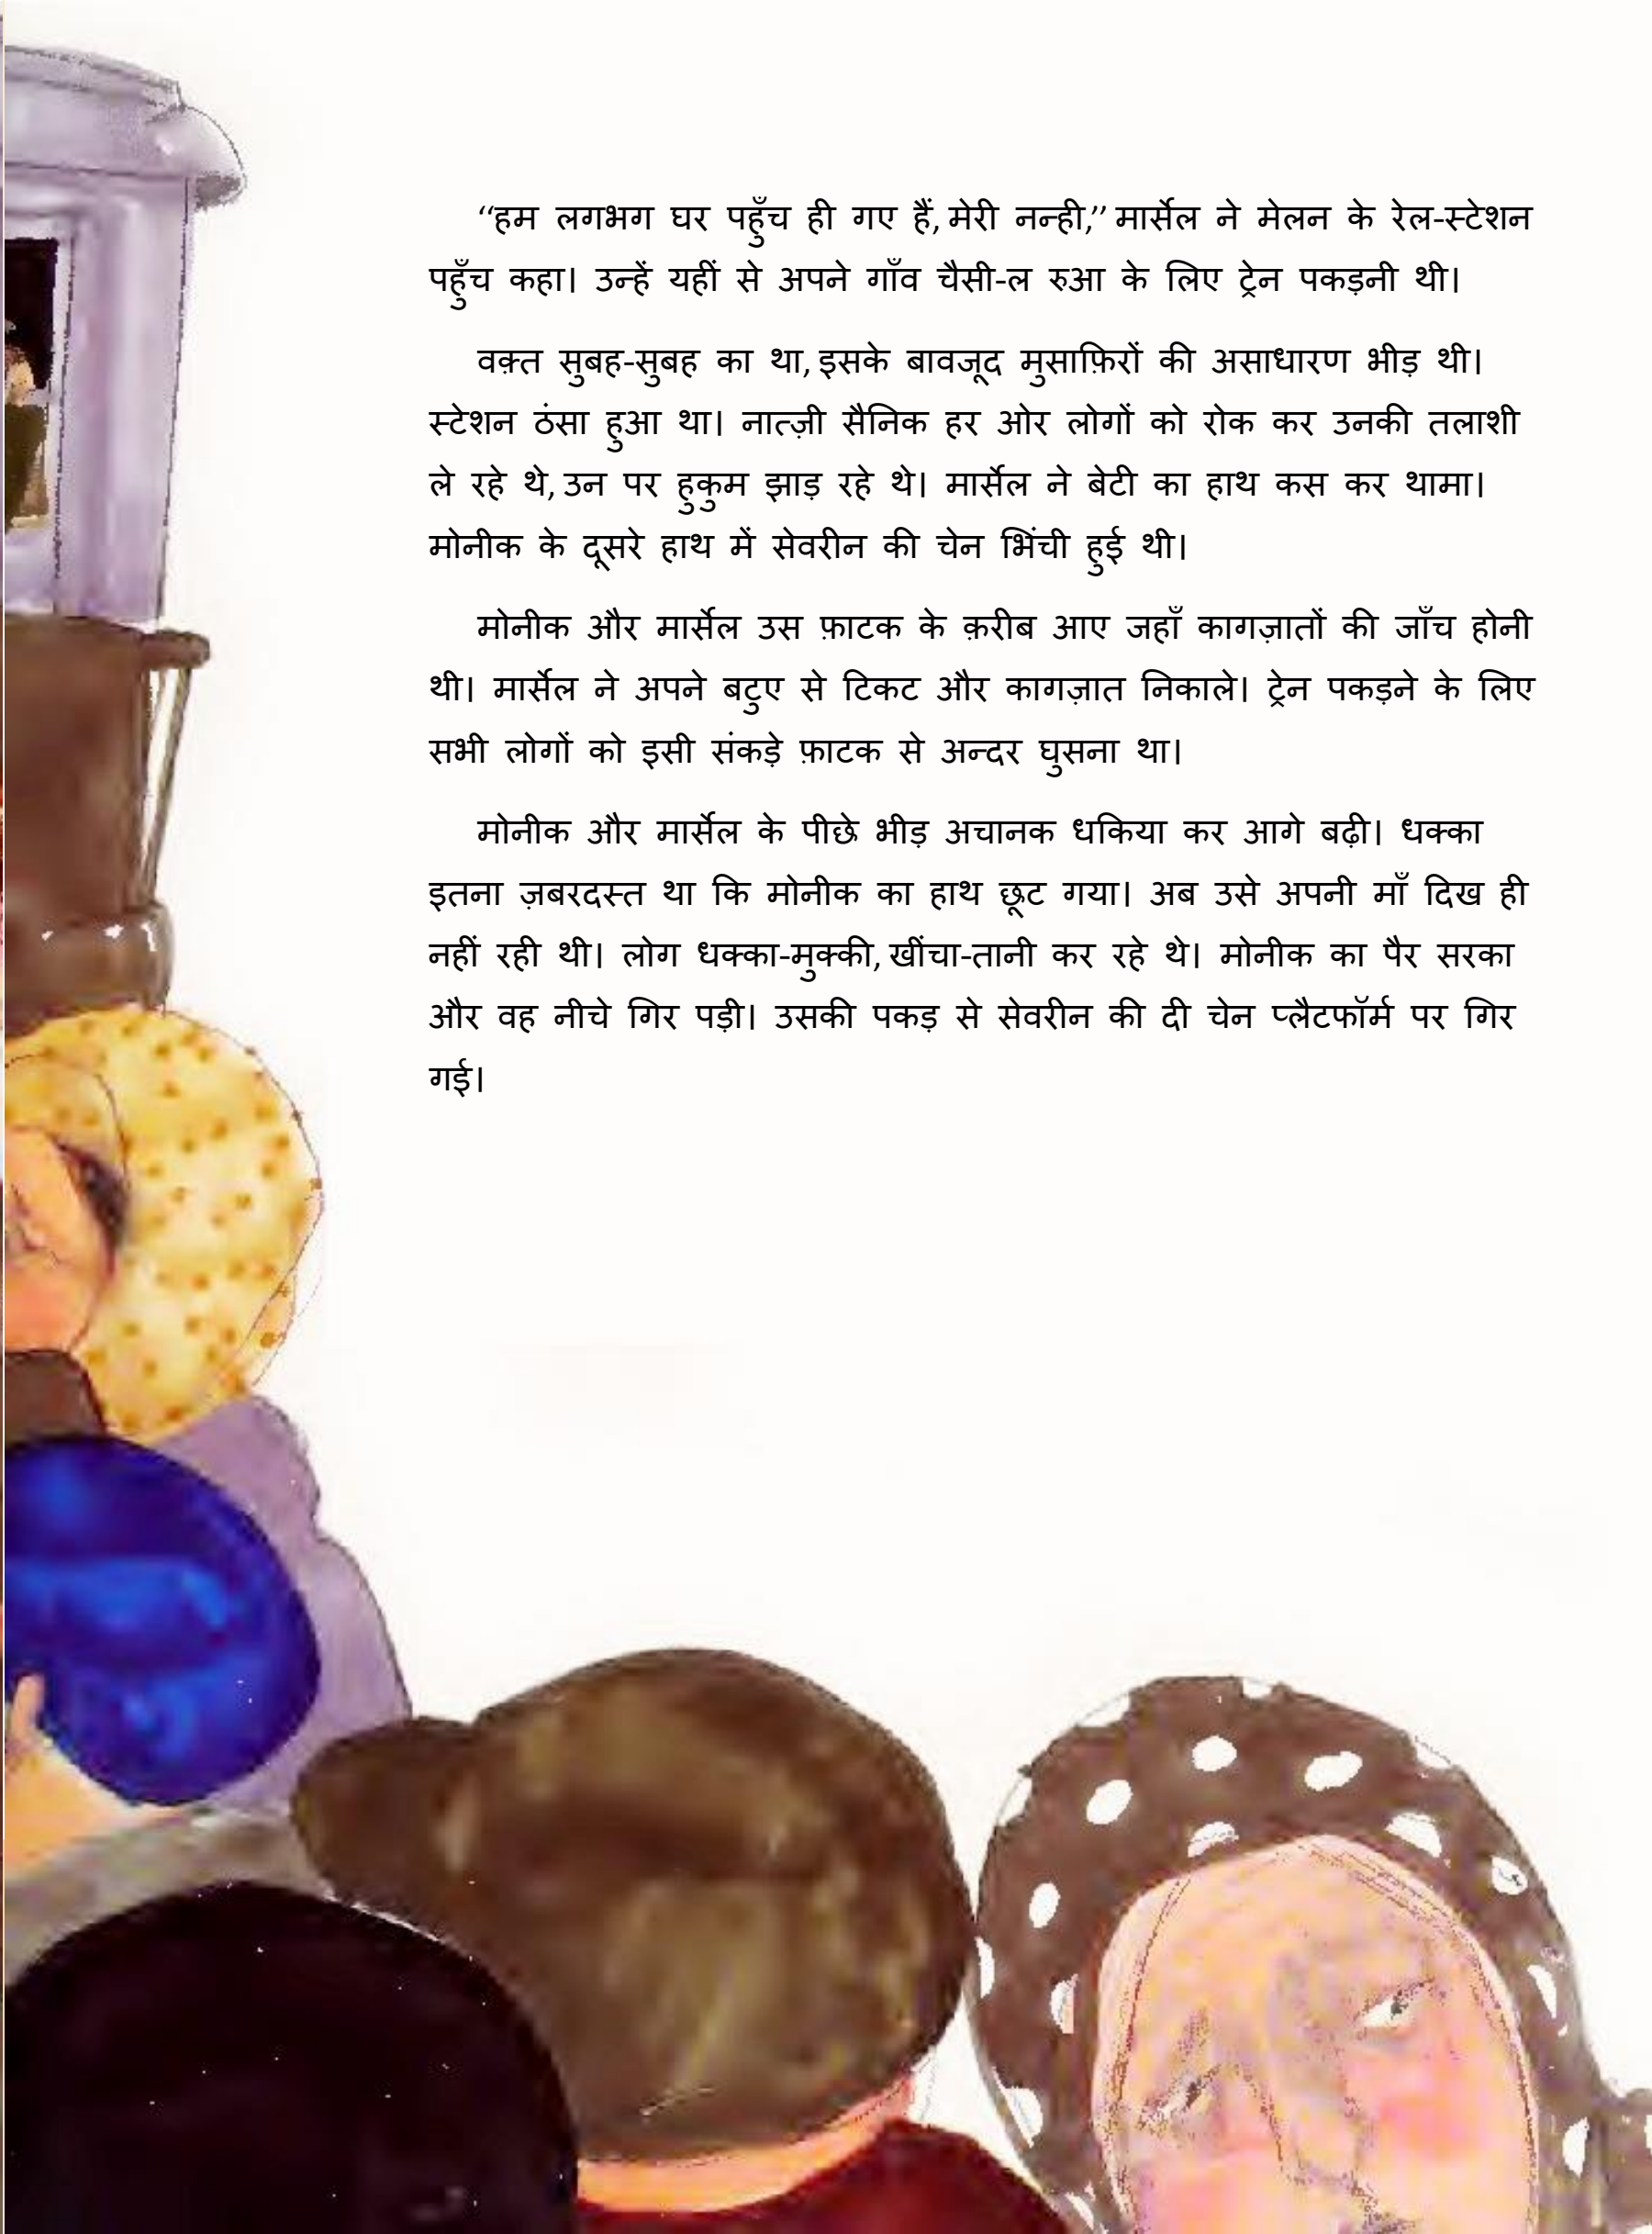 “हम लगभग घर पहुँच ही गए हैं, मेरी नन्ही,” मार्सेल ने मेलन के रेल-स्टेशन
पहुँच कहा। उन्हें यहीं से अपने गाँव चैसी-ल रुआ के लिए ट्रेन पकड़नी थी।
वक़्त सुबह-सुबह का था, इसके बावजूद मुसाफ़िरों की असाधारण भीड़ थी।
स्टेशन ठंसा हुआ था। नात्ज़ी सैनिक हर ओर लोगों को रोक कर उनकी तलाशी
ले रहे थे, उन पर हुकुम झाड़ रहे थे। मार्सेल ने बेटी का हाथ कस कर थामा।
मोनीक के दूसरे हाथ में सेवरीन की चेन भिंची हुई थी।
मोनीक और मार्सेल उस फ़ाटक के क़रीब आए जहाँ कागज़ातों की जाँच होनी
थी। मार्सेल ने अपने बटुए से टिकट और कागज़ात निकाले। ट्रेन पकड़ने के लिए
सभी लोगों को इसी संकड़े फ़ाटक से अन्दर घुसना था।
मोनीक और मार्सेल के पीछे भीड़ अचानक धकिया कर आगे बढ़ी। धक्का
इतना ज़बरदस्त था कि मोनीक का हाथ छूट गया। अब उसे अपनी माँ दिख ही
नहीं रही थी। लोग धक्का-मुक्की, खींचा-तानी कर रहे थे। मोनीक का पैर सरका
और वह नीचे गिर पड़ी। उसकी पकड़ से सेवरीन की दी चेन प्लैटफॉर्म पर गिर
गई।